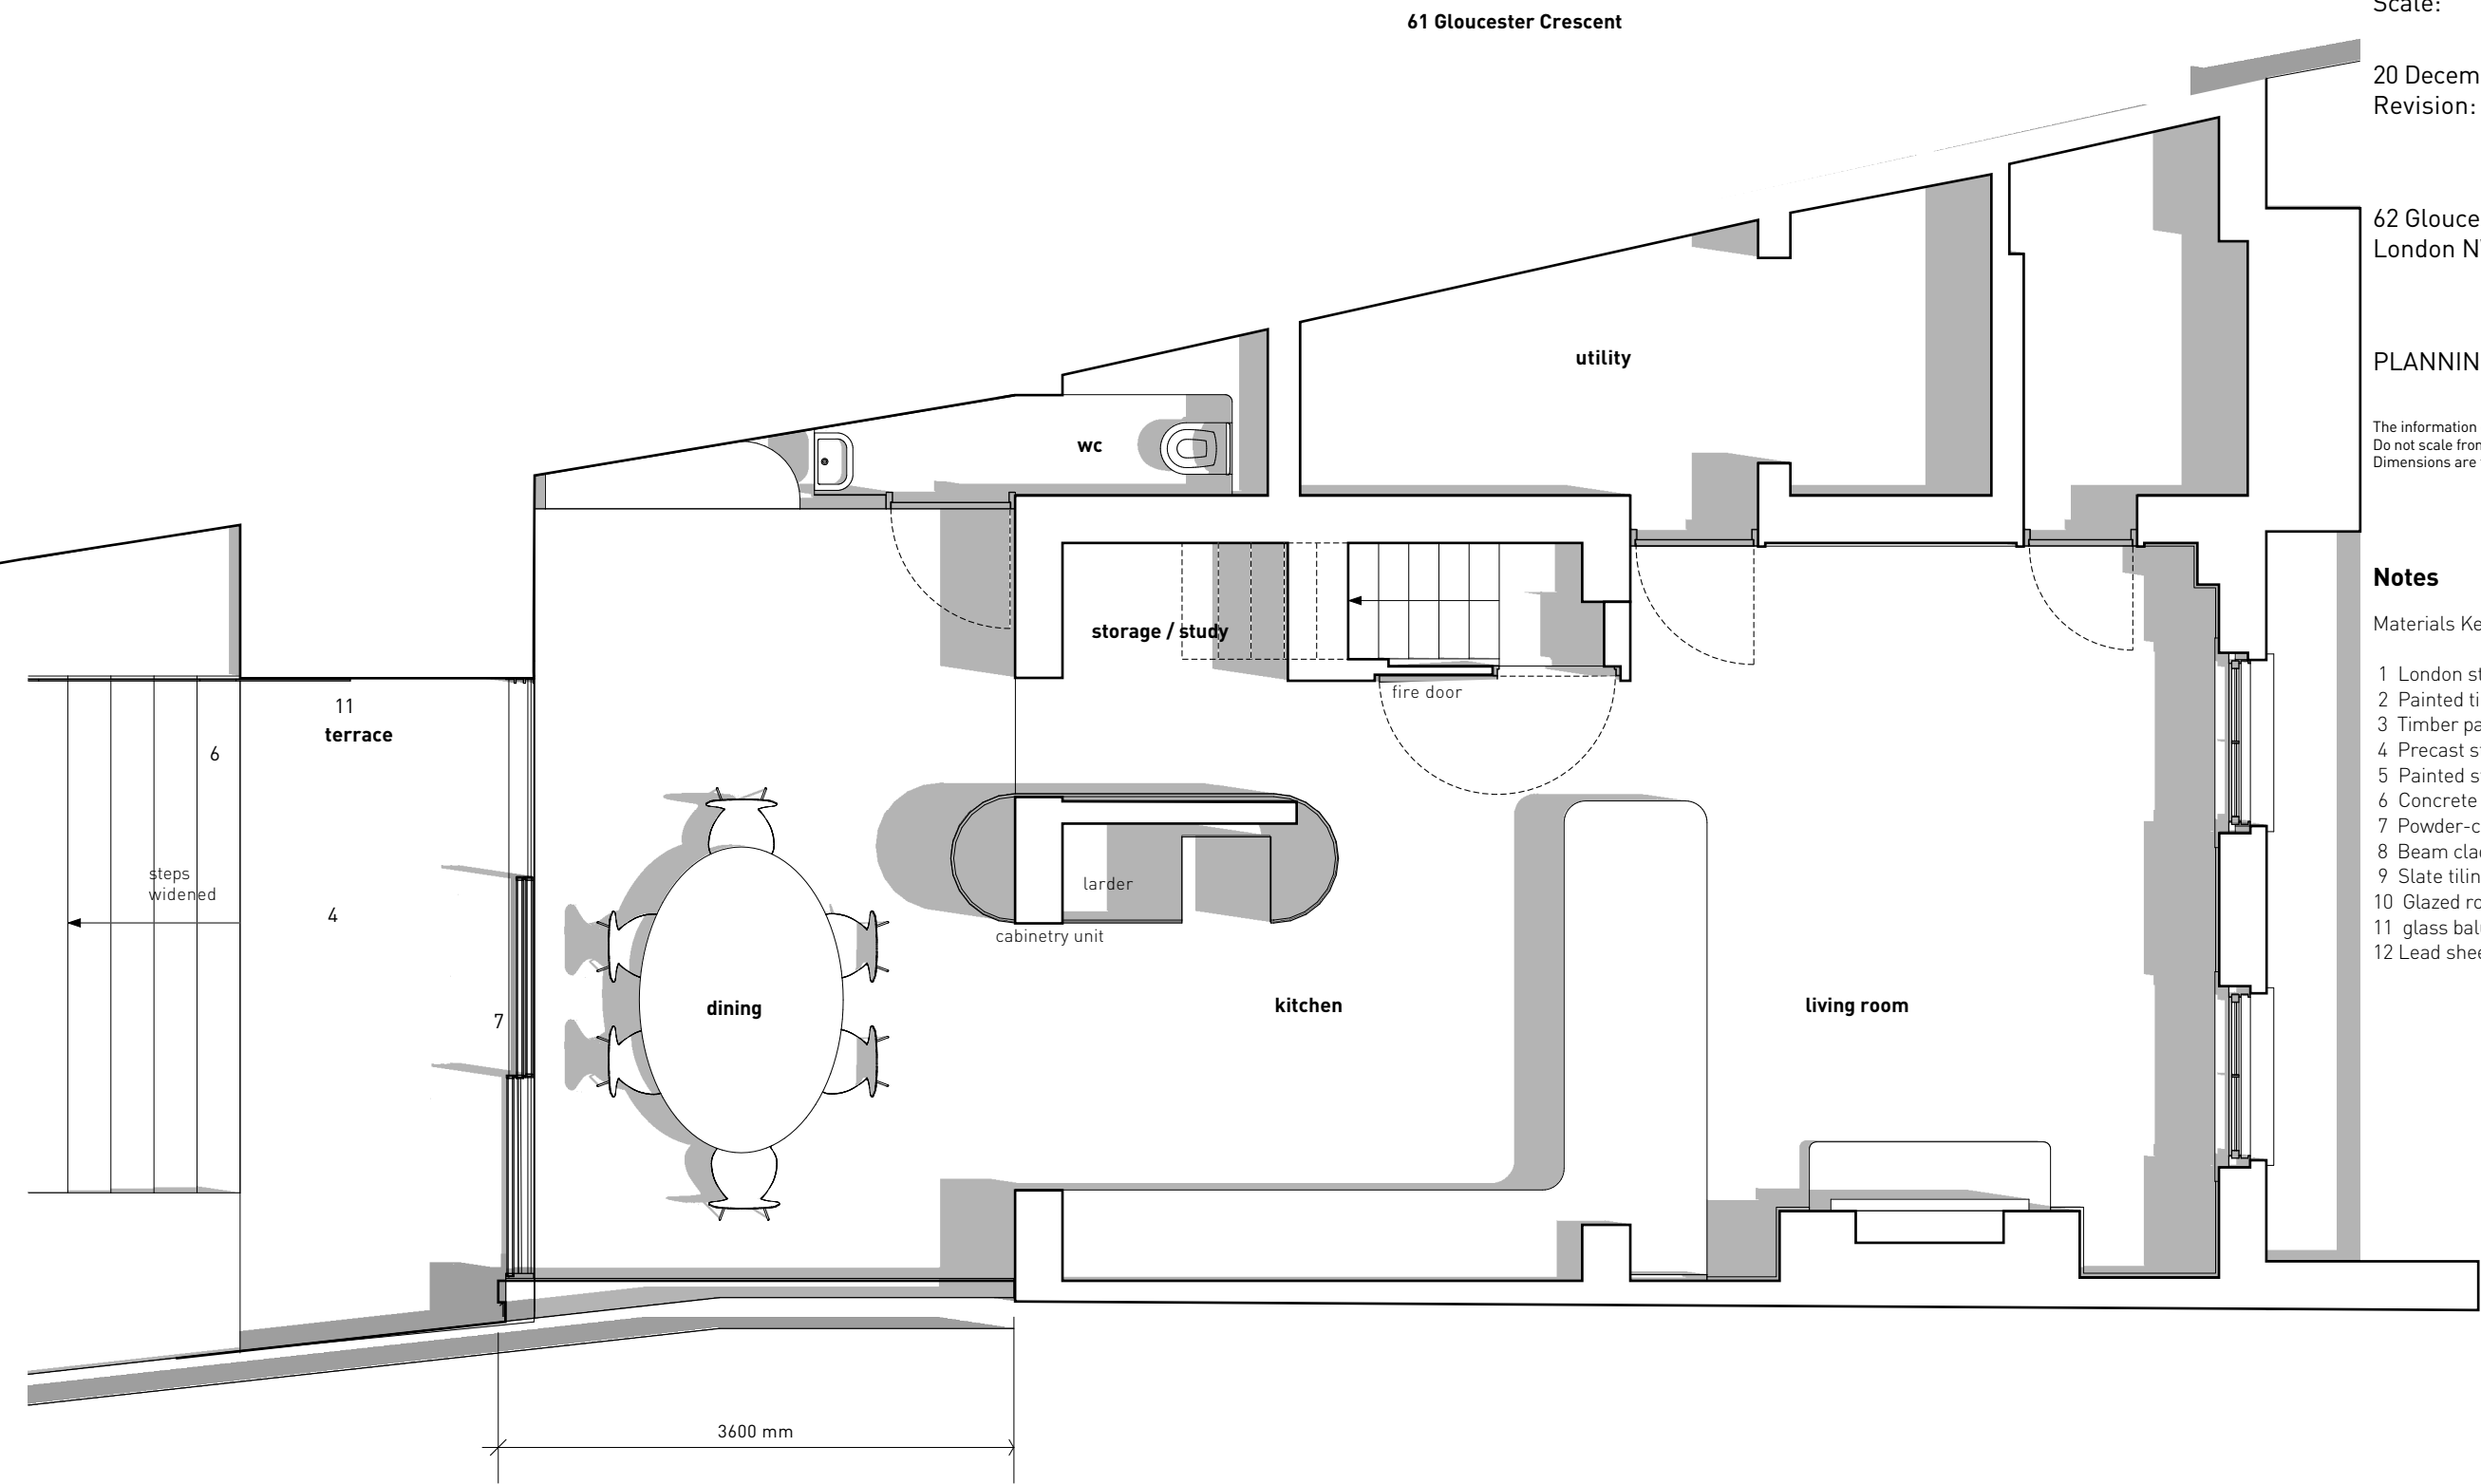 61 Gloucester Crescent
Scale:
20 Decem
Revision:
62 Glouce
London N
PLANNIN
The information
Do not scale fron
Dimensions are
Notes
Materials Ke
1 London st
2 Painted ti
3 Timber pa
4 Precast s
5 Painted s
6 Concrete
7 Powder-c
8 Beam cla
9 Slate tilin
10 Glazed ro
11 glass bal
12 Lead shee
utility
wc
storage / study
fire door
11
terrace
6
steps
widened
4
larder
cabinetry unit
7
dining
kitchen
living room
3600 mm